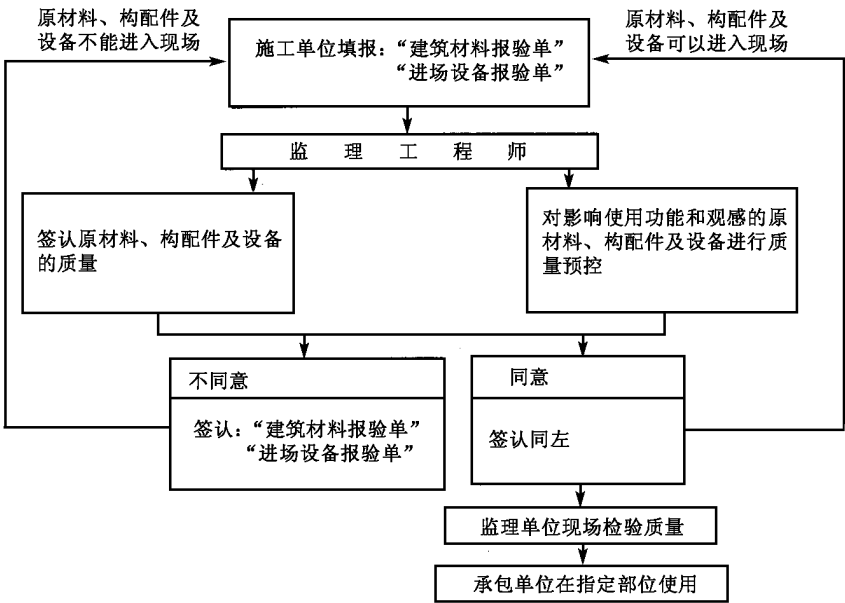 原材料、构配件及
设备不能进入现场
原材料、构配件及
设备可以进入现场
施工单位填报：“建筑材料报验单”
“进场设备报验单”
监 理 工 程 师
签认原材料、构配件及设备
的质量
对影响使用功能和观感的原
材料、构配件及设备进行质
量预控
不同意
签认：“建筑材料报验单”
“进场设备报验单”
同意
签认同左
监理单位现场检验质量
承包单位在指定部位使用